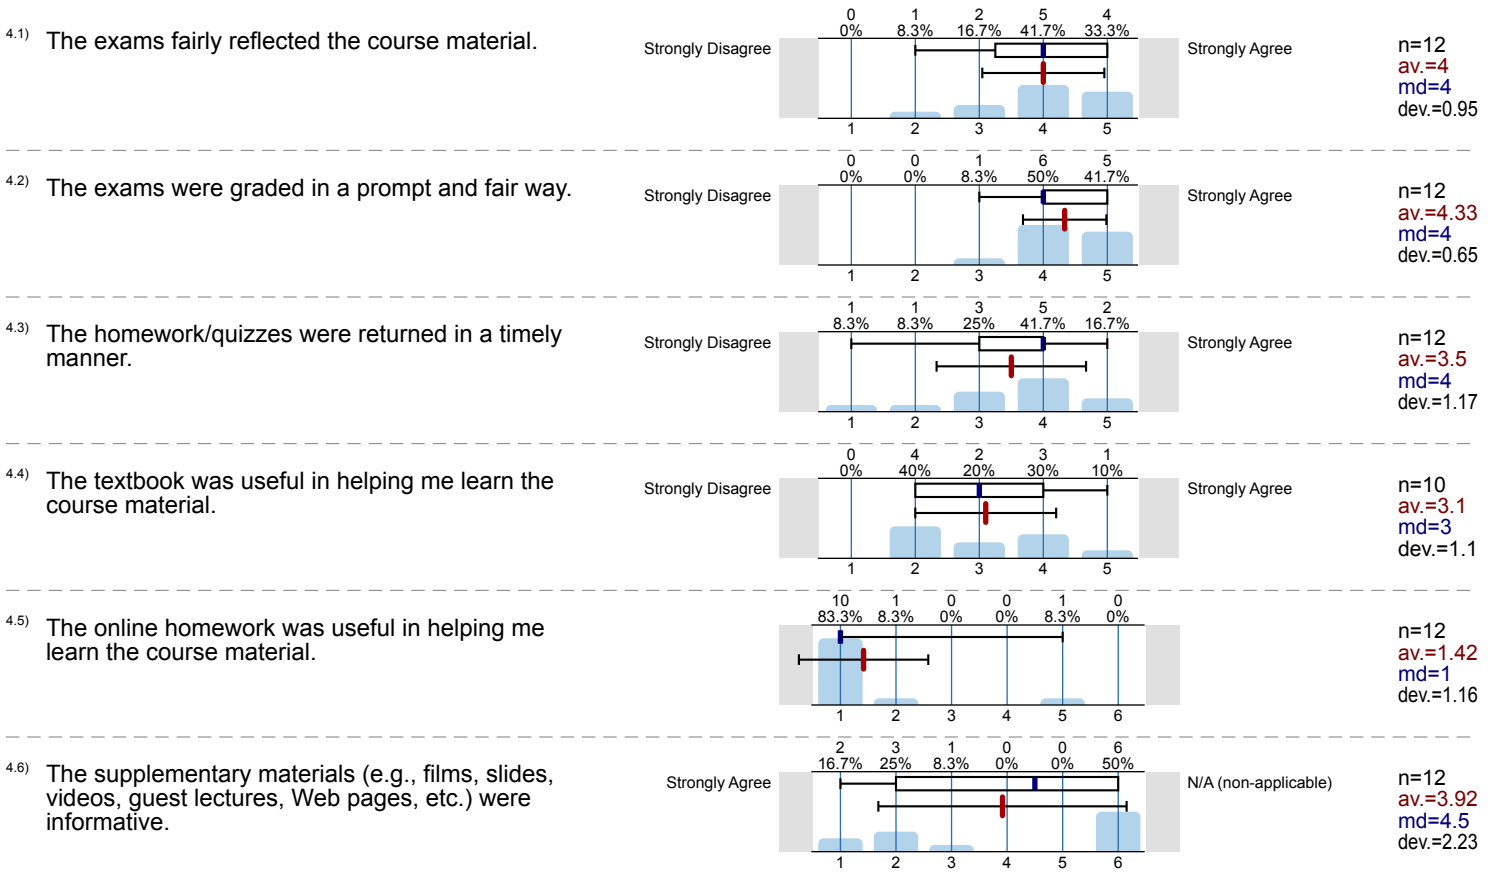 0 1 2 5 4
0% 8.3% 16.7% 41.7% 33.3%
4.1) The exams fairly reflected the course material.
Strongly Disagree
Strongly Agree
n=12
av.=4
md=4
dev.=0.95
1 2 3 4 5
0 0 1 6 5
0% 0% 8.3% 50% 41.7%
4.2) The exams were graded in a prompt and fair way.
Strongly Disagree
Strongly Agree
n=12
av.=4.33
md=4
dev.=0.65
1 2 3 4 5
1 1 3 5 2
8.3% 8.3% 25% 41.7% 16.7%
4.3) The homework/quizzes were returned in a timely
manner.
Strongly Disagree
Strongly Agree
n=12
av.=3.5
md=4
dev.=1.17
1 2 3 4 5
0 4 2 3 1
0% 40% 20% 30% 10%
4.4) The textbook was useful in helping me learn the
course material.
Strongly Disagree
Strongly Agree
n=10
av.=3.1
md=3
dev.=1.1
1 2 3 4 5
10 1 0 0 1 0
83.3% 8.3% 0% 0% 8.3% 0%
4.5) The online homework was useful in helping me
learn the course material.
n=12
av.=1.42
md=1
dev.=1.16
1 2 3 4 5 6
2 3 1 0 0 6
16.7% 25% 8.3% 0% 0% 50%
4.6) The supplementary materials (e.g., films, slides,
videos, guest lectures, Web pages, etc.) were
informative.
Strongly Agree
N/A (non-applicable)
n=12
av.=3.92
md=4.5
dev.=2.23
1 2 3 4 5 6